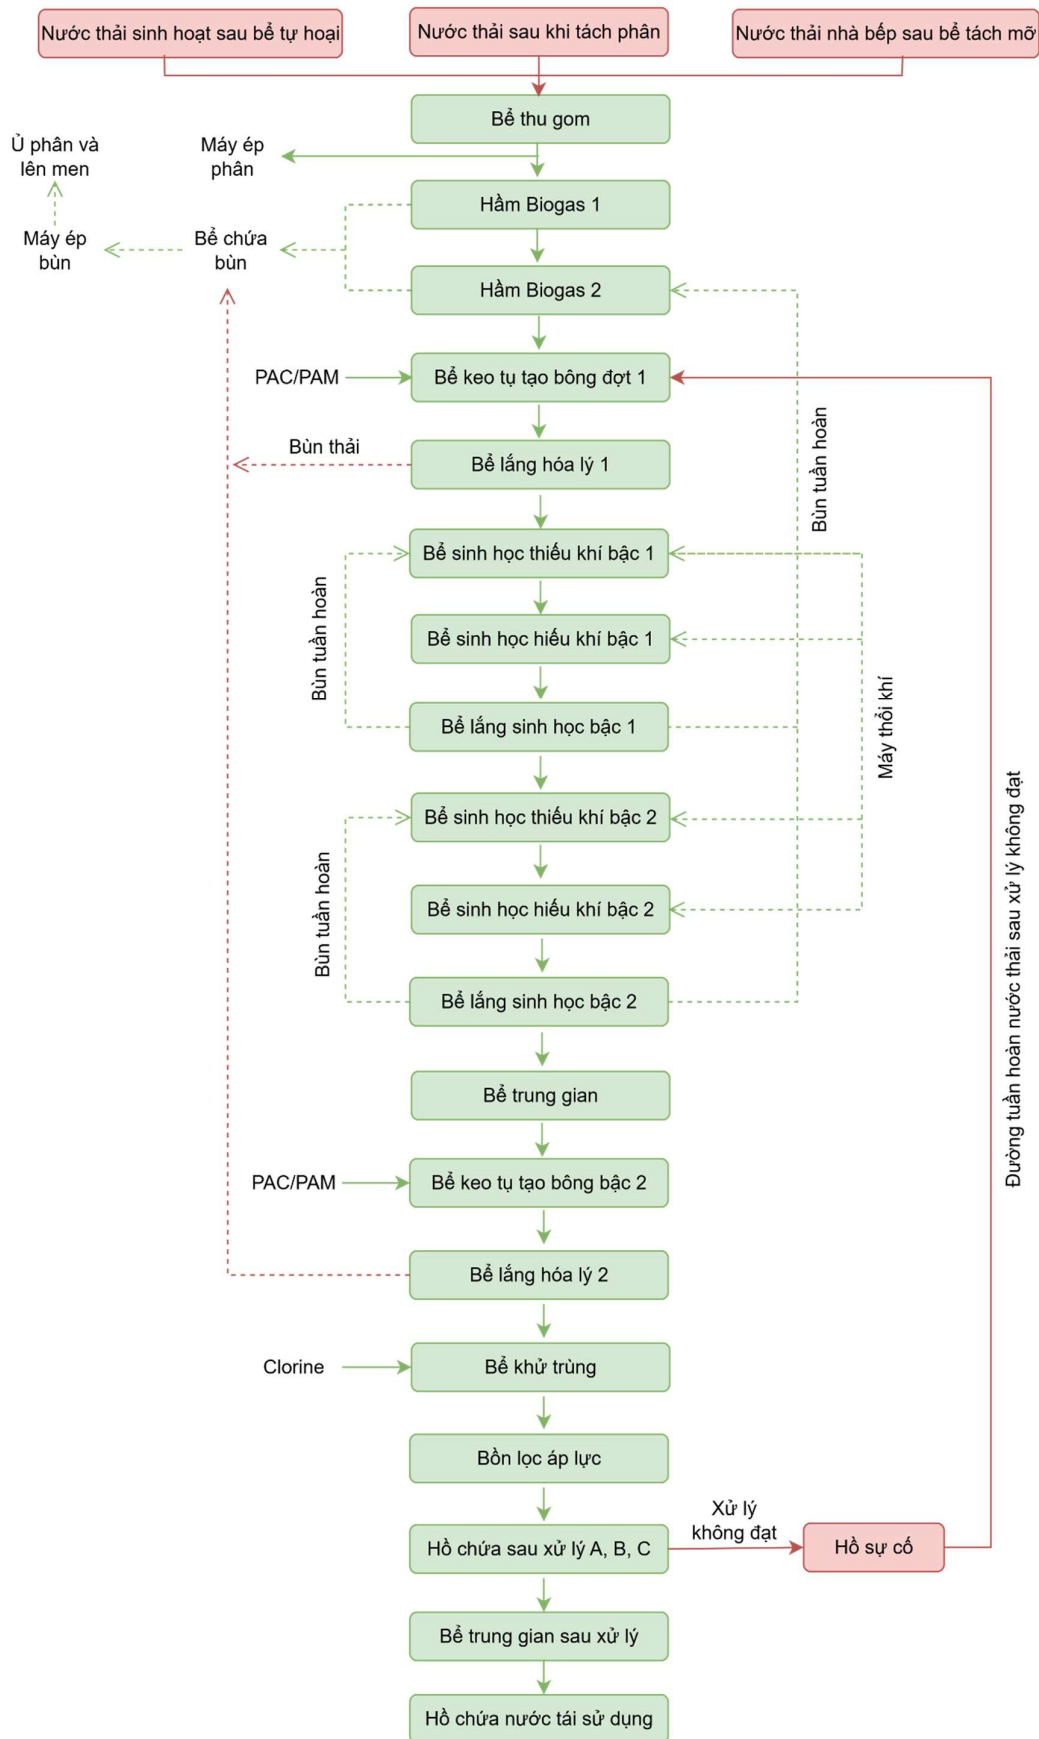 Nước thải sinh hoạt sau bể tự hoại
Nước thải sau khi tách phân
Nước thải nhà bếp sau bể tách mỡ
Bể thu gom
Ủ phân và
lên men
Máy ép
phân
Hầm Biogas 1
Máy ép
bùn
Bể chứa
bùn
Hầm Biogas 2
PAC/PAM
Bể keo tụ tạo bông đợt 1
Bùn thải
Bể lắng hóa lý 1
Bùn tuần hoàn
Bể sinh học thiếu khí bậc 1
Bùn tuần hoàn
Bể sinh học hiếu khí bậc 1
Máy thổi khí
Bể lắng sinh học bậc 1
Bể sinh học thiếu khí bậc 2
Bùn tuần hoàn
Bể sinh học hiếu khí bậc 2
Đường tuần hoàn nước thải sau xử lý không đạt
Bể lắng sinh học bậc 2
Bể trung gian
PAC/PAM
Bể keo tụ tạo bông bậc 2
Bể lắng hóa lý 2
Clorine
Bể khử trùng
Bồn lọc áp lực
Xử lý
không đạt
Hồ chứa sau xử lý A, B, C
Hồ sự cố
Bể trung gian sau xử lý
Hồ chứa nước tái sử dụng